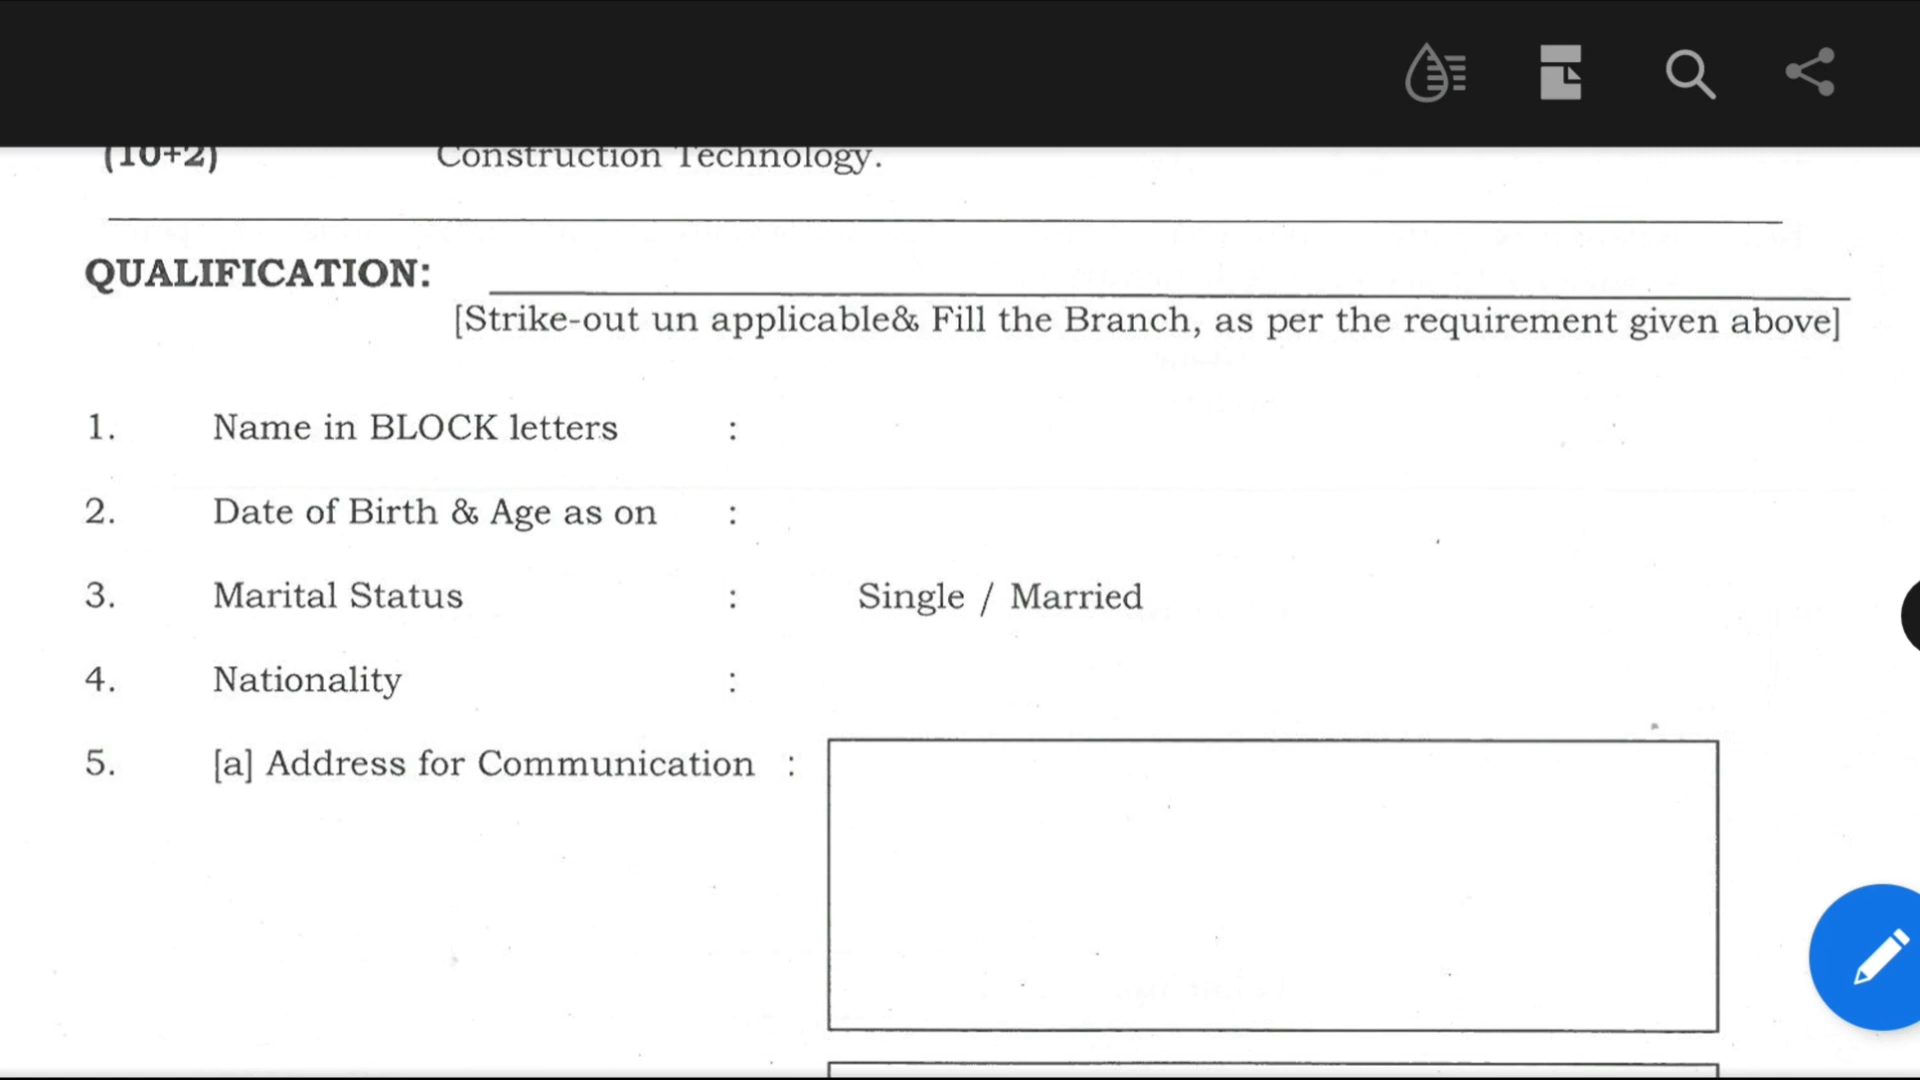 (10+2) Construction Technology.
QUALIFICATION:
[Strike-out un applicable& Fill the Branch, as per the requirement given above]
1. Name in BLOCK letters :
2. Date of Birth & Age as on :
3. Marital Status : Single / Married
4. Nationality :
5. [a] Address for Communication :